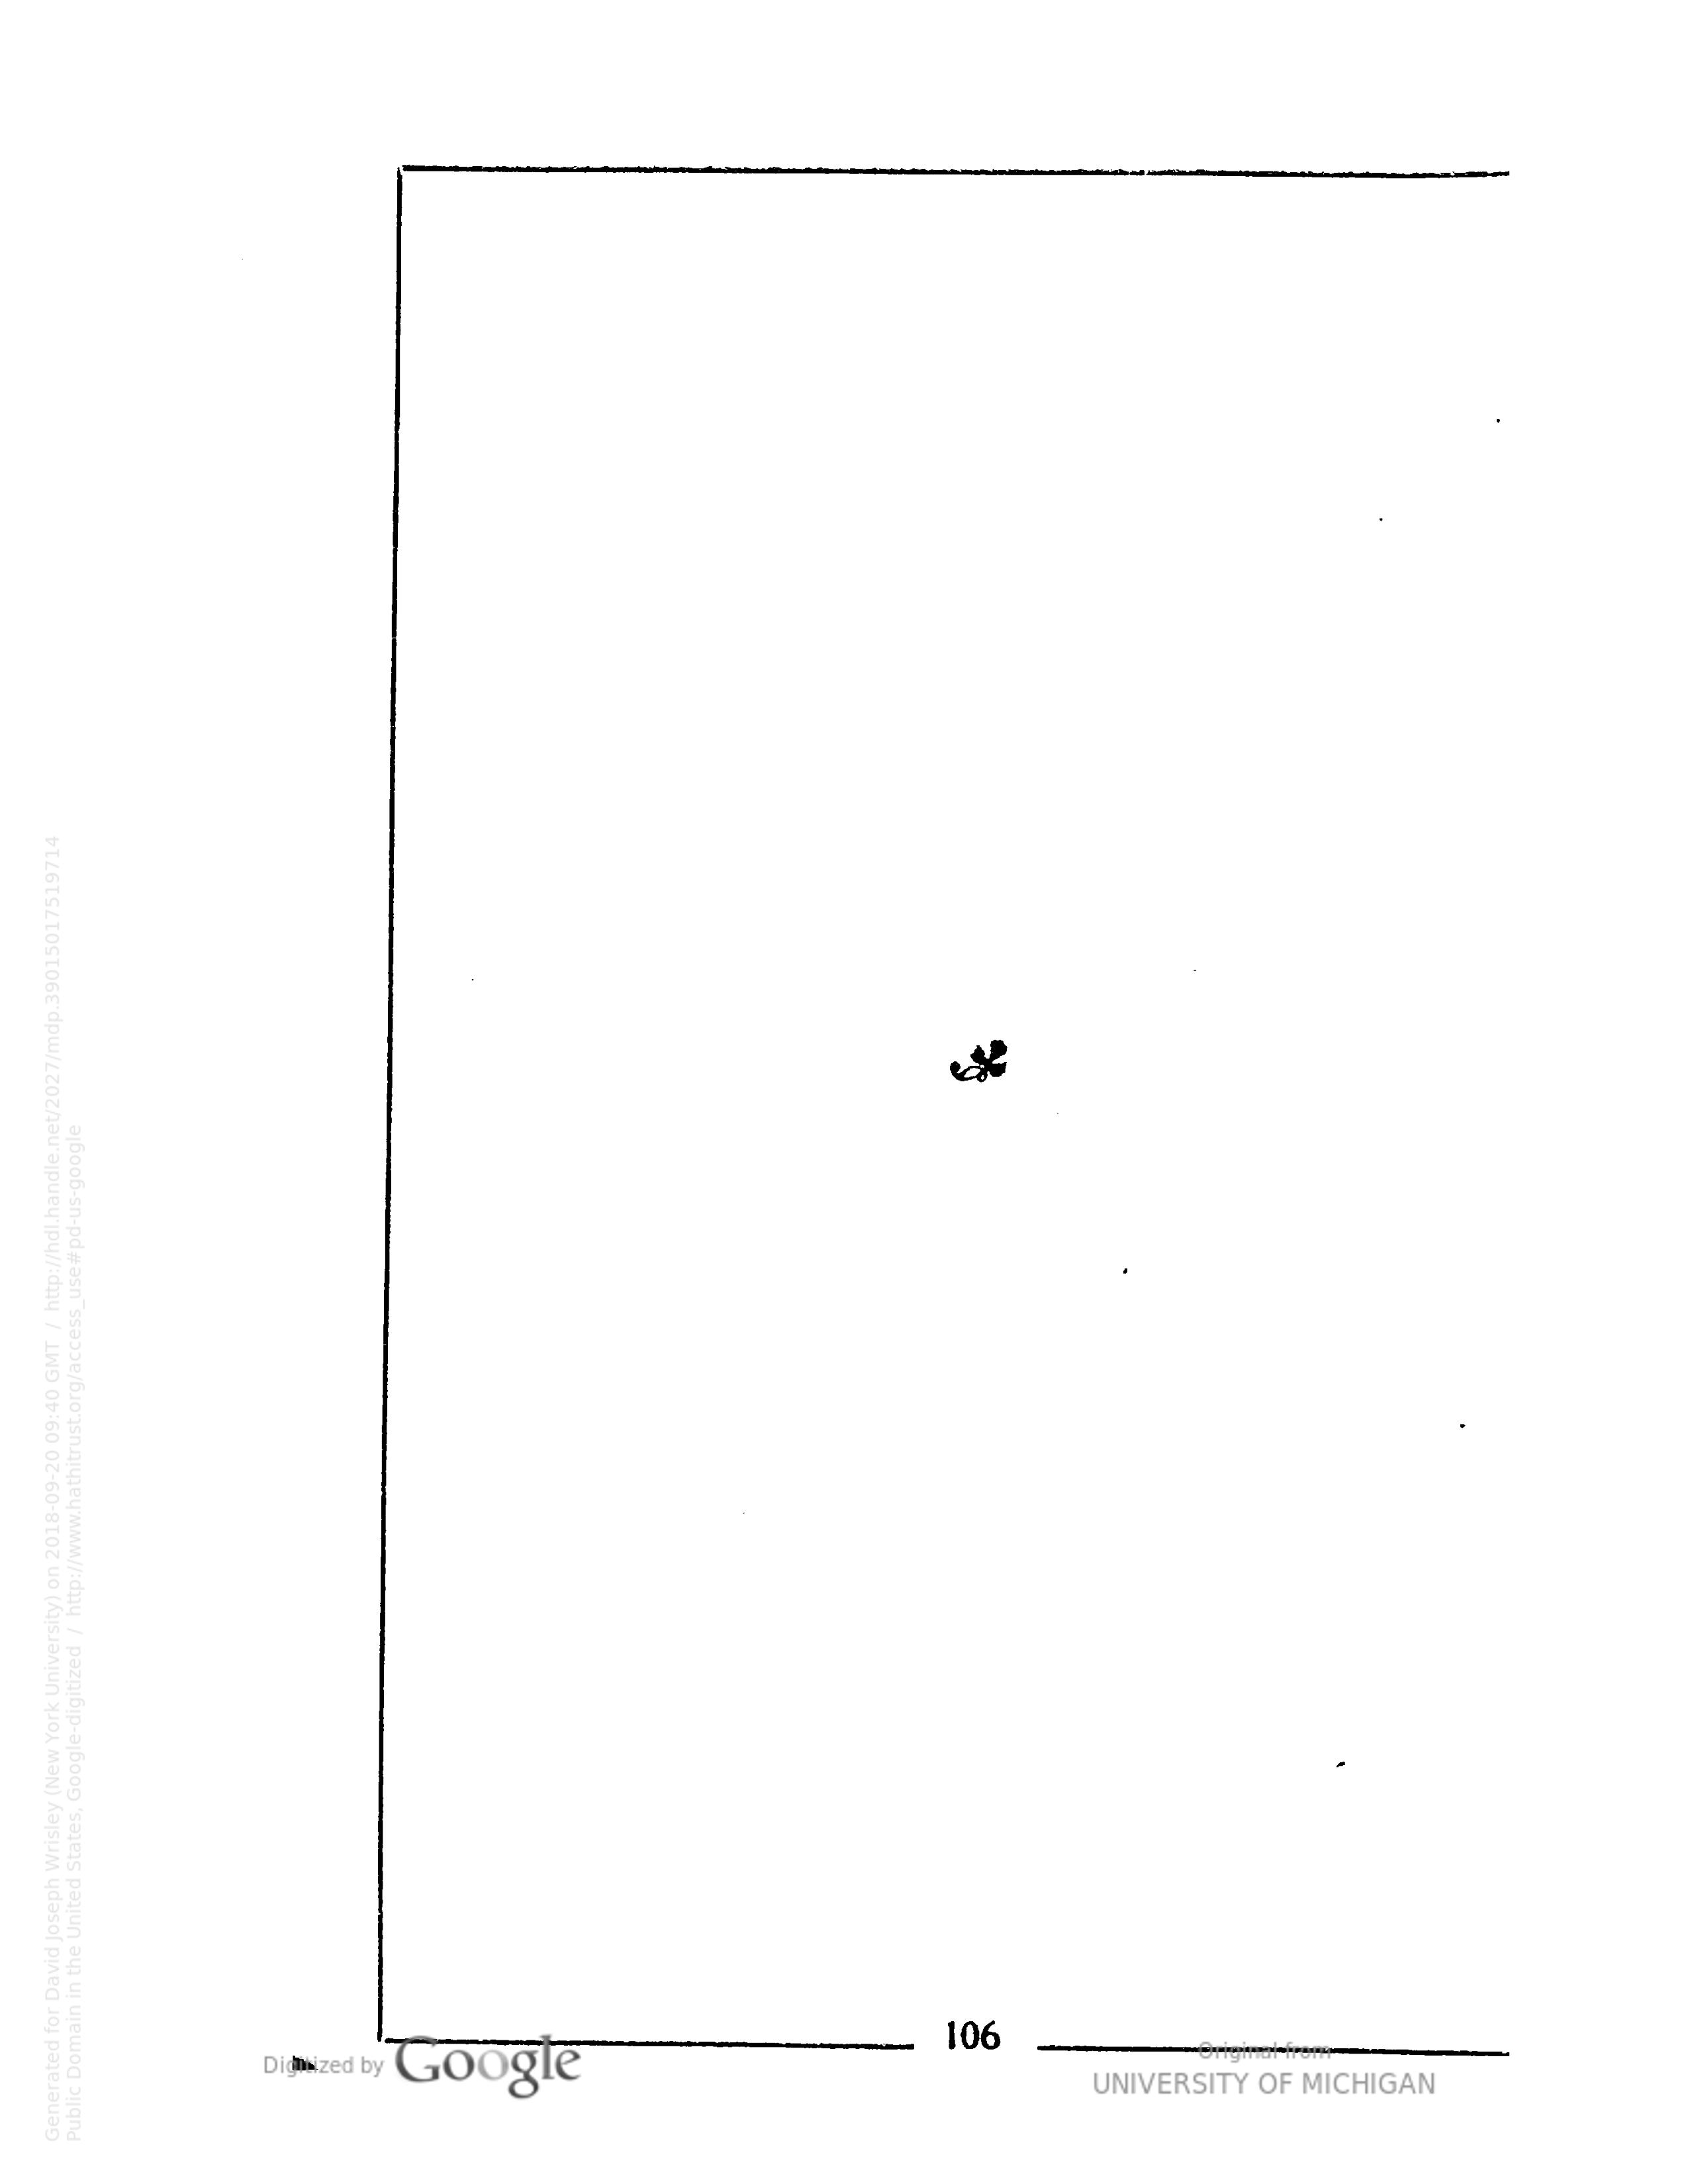 106
Digitized by Google
Original from
UNIVERSITY OF MICHIGAN
Generated for David Joseph Wrisley (New York University) on 2018-09-20 09:40 GMT / http://hdl.handle.net/2027/mdp.39015017519714
Public Domain in the United States, Google-digitized / http://www.hathitrust.org/access_use#pd-us-google